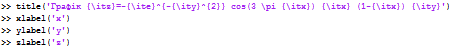 >> title('Графік {\itz}=-{\ite}^{-{\ity}^{2}} cos(3 \pi {\itx}) {\itx} (1-{\itx}) {\ity}')
>> xlabel('x')
>> ylabel('y')
>> zlabel('z')